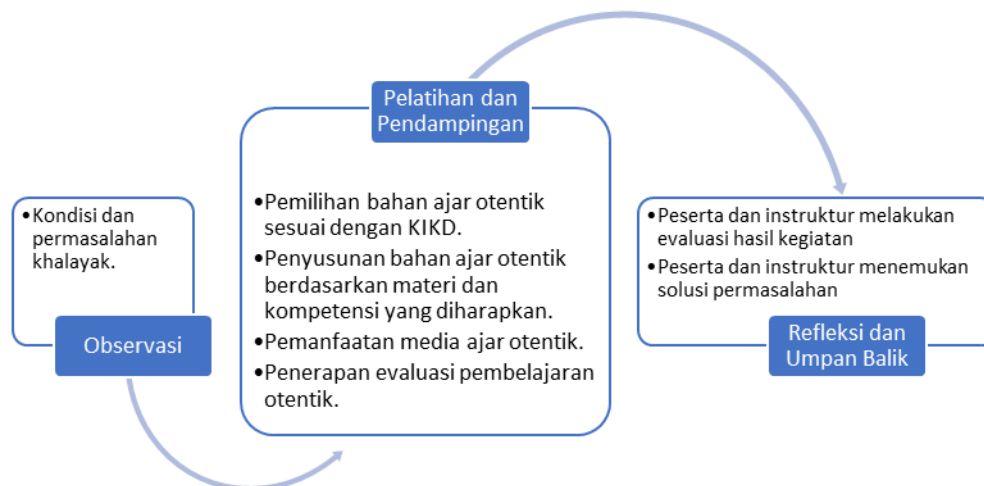 •Kondisi dan
permasalahan
khalayak.
Observasi
Pelatihan dan
Pendampingan
•Pemilihan bahan ajar otentik
sesuai dengan KIKD.
•Penyusunan bahan ajar otentik
berdasarkan materi dan
kompetensi yang diharapkan.
•Pemanfaatan media ajar otentik.
•Penerapan evaluasi pembelajaran
otentik.
•Peserta dan instruktur melakukan
evaluasi hasil kegiatan
•Peserta dan instruktur menemukan
solusi permasalahan
Refleksi dan
Umpan Balik